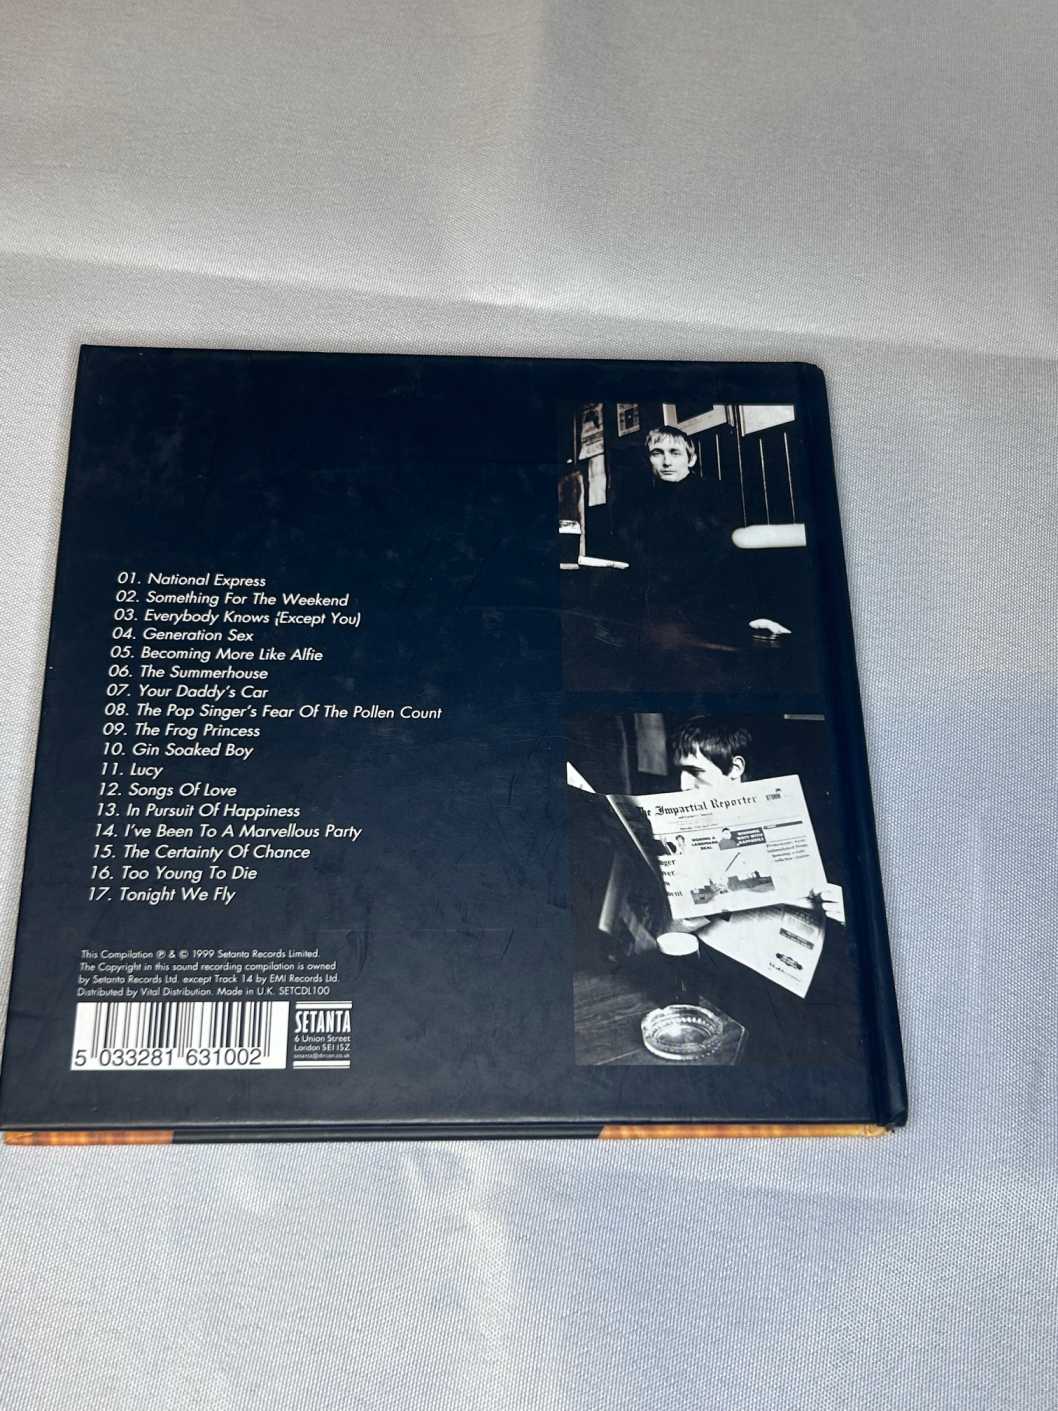 01. National Express
02. Something For The Weekend
03. Everybody Knows (Except You)
04. Generation Sex
05. Becoming More Like Alfie
06. The Summerhouse
07. Your Daddy's Car
08. The Pop Singer's Fear Of The Pollen Count
09. The Frog Princess
10. Gin Soaked Boy
11. Lucy
12. Songs Of Love
13. In Pursuit Of Happiness
14. I've Been To A Marvellous Party
15. The Certainty Of Chance
16. Too Young To Die
17. Tonight We Fly
This Compilation ℗ & © 1999 Setanta Records Limited.
The Copyright in this sound recording compilation is owned
by Setanta Records Ltd. except Track 14 by EMI Records Ltd.
Distributed by Vital Distribution. Made in U.K. SETCDL100
5 033281 631002
SETANTA
6 Union Street
London SE1 1SZ
The Impartial Reporter